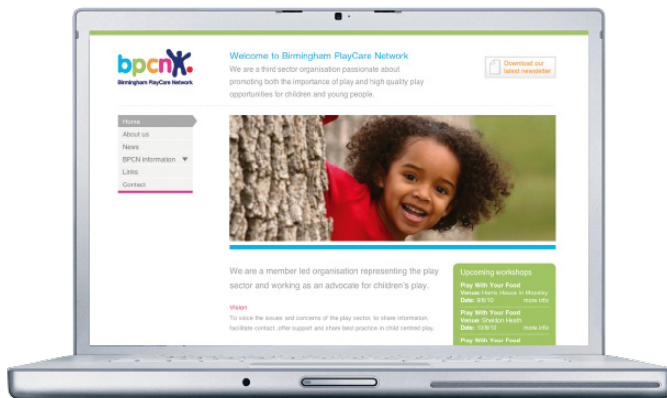 bpcn
Birmingham PlayCare Network
Welcome to Birmingham PlayCare Network
We are a third sector organisation passionate about
promoting both the importance of play and high quality play
opportunities for children and young people.
Download our
latest newsletter
Home
About us
News
BPCN information
Links
Contact
We are a member led organisation representing the play
sector and working as an advocate for children's play.
Vision
To voice the issues and concerns of the play sector, to share information,
facilitate contact, offer support and share best practice in child centred play.
Upcoming workshops
Play With Your Food
Venue: Harris House in Moseley
Date: 9/8/10 more info
Play With Your Food
Venue: Sheldon Heath
Date: 10/8/10 more info
Play With Your Food